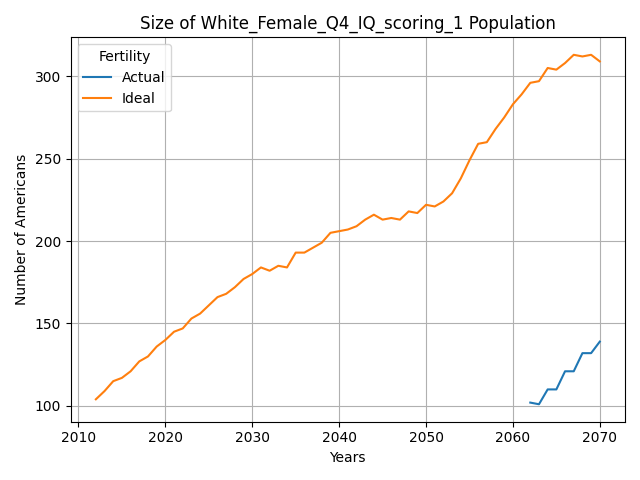 Size of White_Female_Q4_IQ_scoring_1 Population
Fertility
Actual
Ideal
Number of Americans
300
250
200
150
100
2010
2020
2030
2040
2050
2060
2070
Years